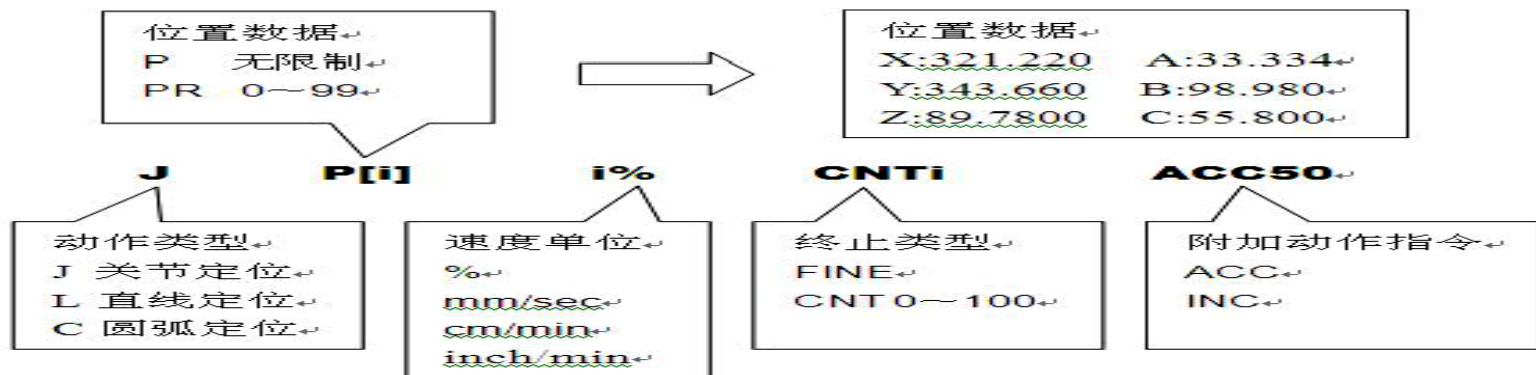 位置数据
P 无限制
PR 0～99
位置数据
X:321.220 A:33.334
Y:343.660 B:98.980
Z:89.7800 C:55.800
J P[i] i% CNTi ACC50
动作类型
J 关节定位
L 直线定位
C 圆弧定位
速度单位
%
mm/sec
cm/min
inch/min
终止类型
FINE
CNT 0～100
附加动作指令
ACC
INC